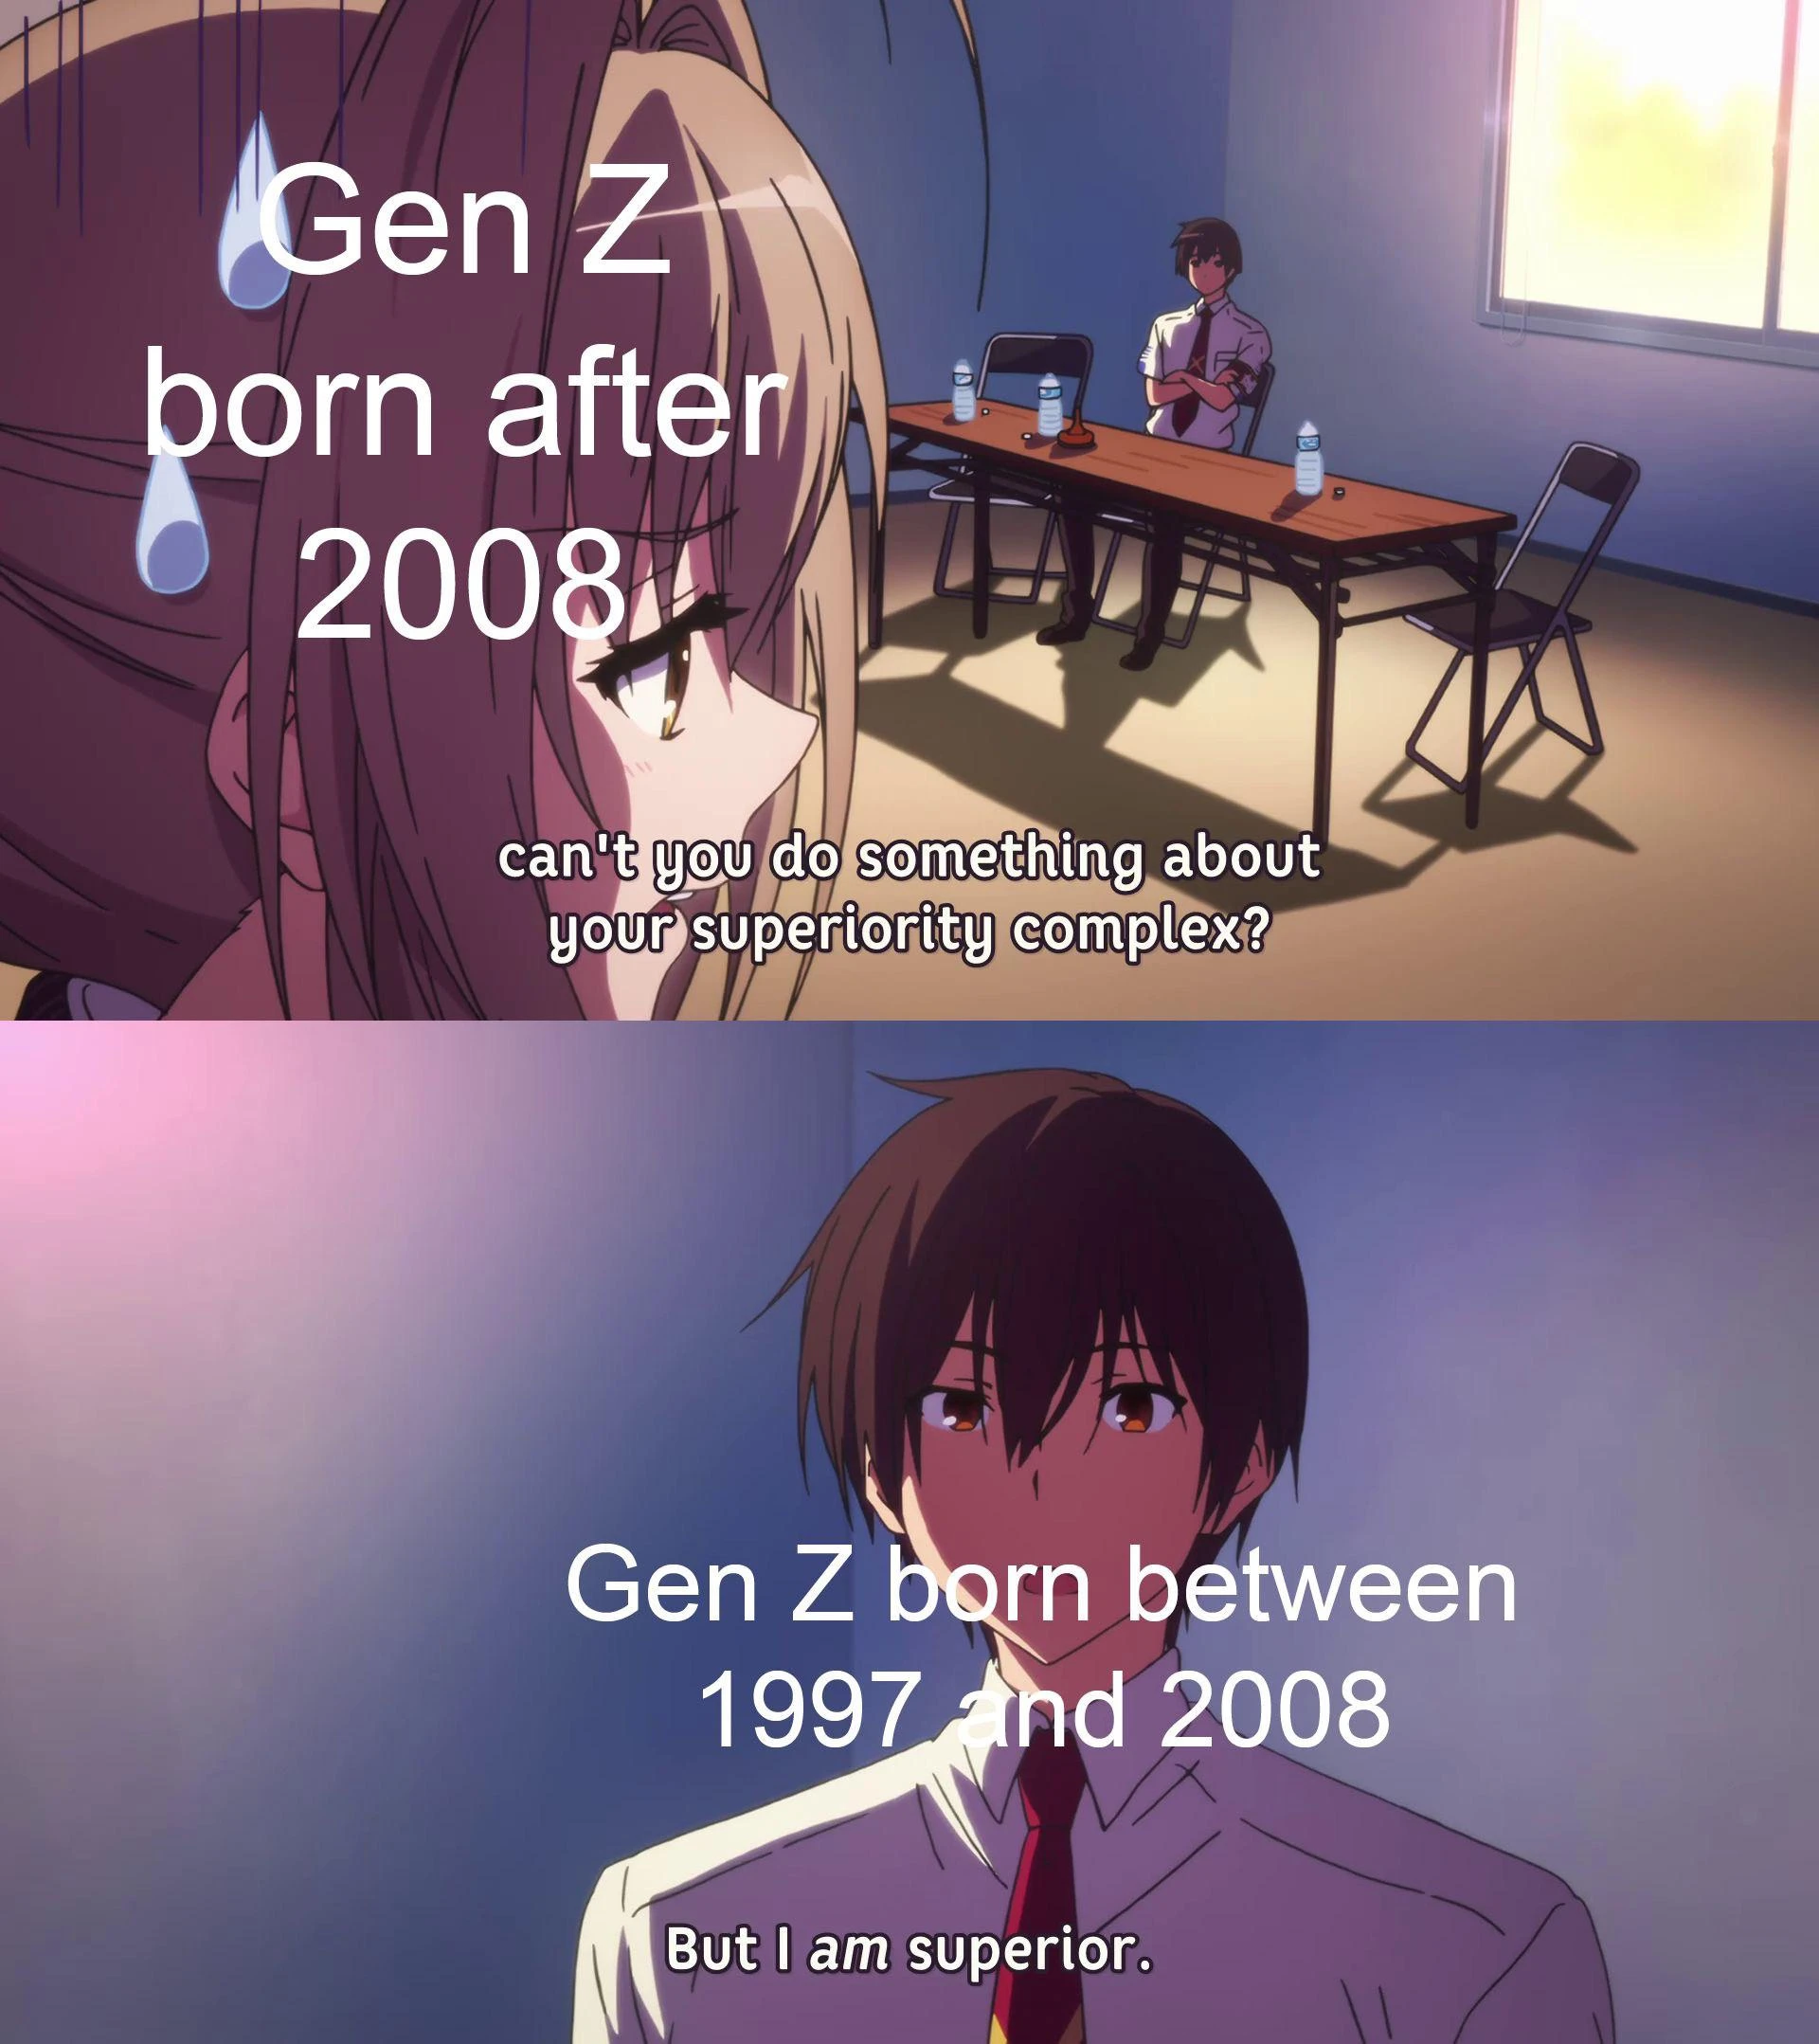 Gen Z
born after
2008
can't you do something about
your superiority complex?
Gen Z born between
1997 and 2008
But I am superior.